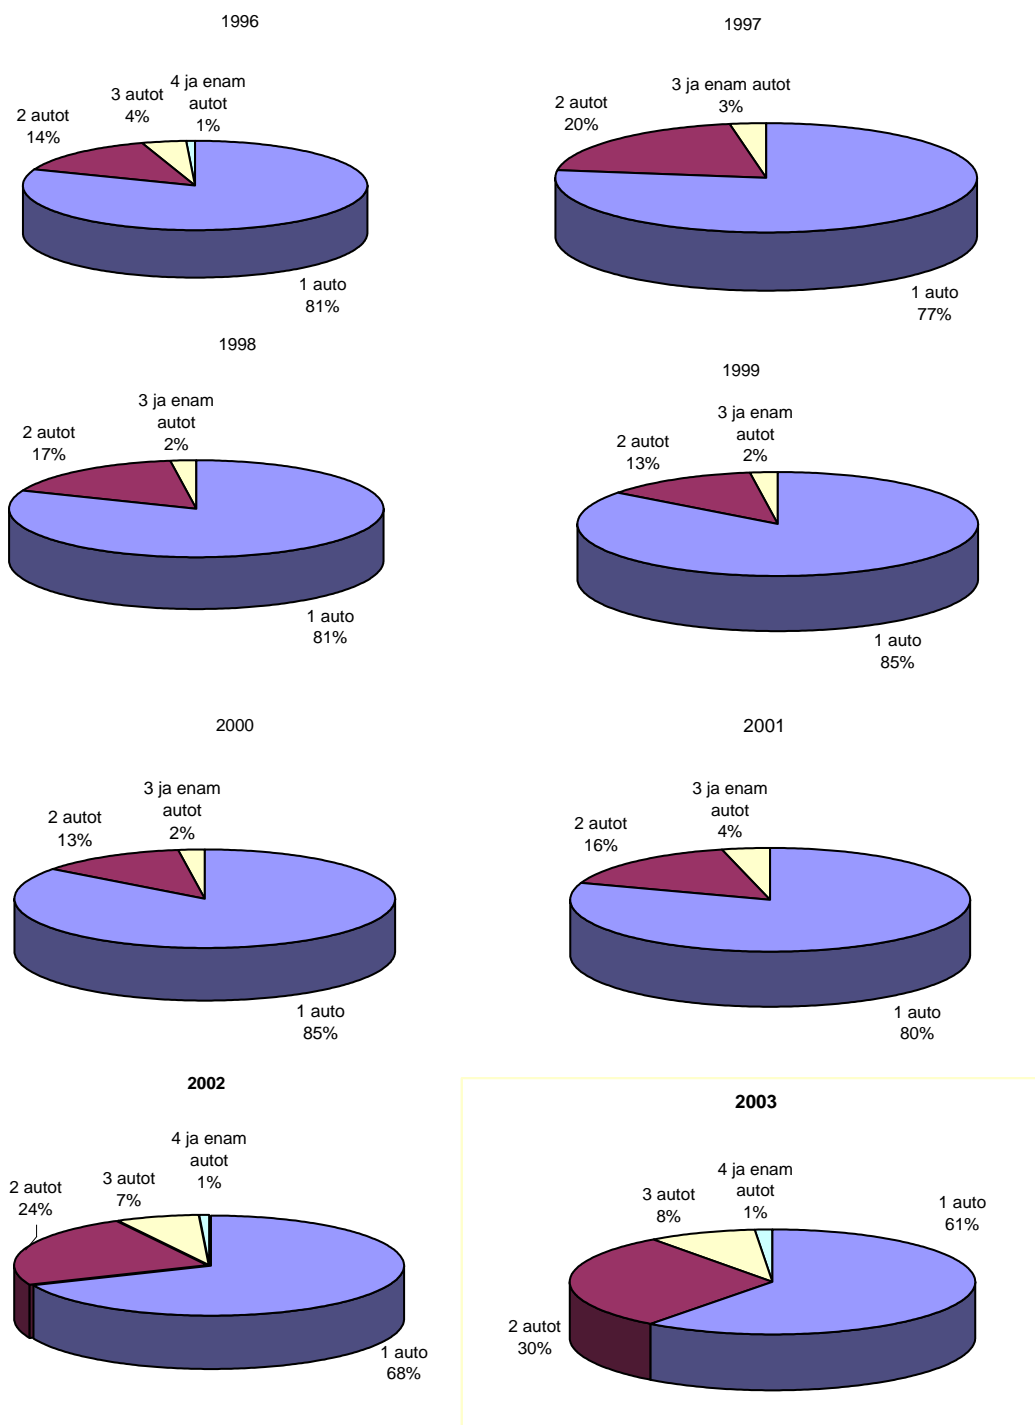 1996
4 ja enam
autot
1%
3 autot
4%
2 autot
14%
1 auto
81%
1997
3 ja enam autot
3%
2 autot
20%
1 auto
77%
1998
3 ja enam
autot
2%
2 autot
17%
1 auto
81%
1999
3 ja enam
autot
2%
2 autot
13%
1 auto
85%
2000
3 ja enam
autot
2%
2 autot
13%
1 auto
85%
2001
3 ja enam
autot
4%
2 autot
16%
1 auto
80%
2002
4 ja enam
autot
1%
3 autot
7%
2 autot
24%
1 auto
68%
2003
4 ja enam
autot
1%
3 autot
8%
1 auto
61%
2 autot
30%